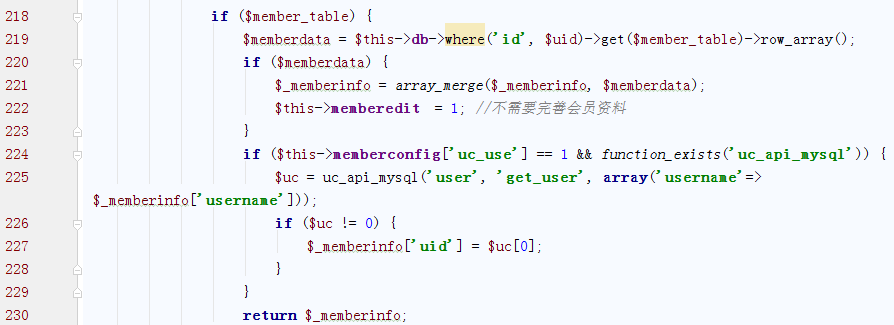 218 if ($member_table) {
219 $memberdata = $this->db->where('id', $uid)->get($member_table)->row_array();
220 if ($memberdata) {
221 $_memberinfo = array_merge($_memberinfo, $memberdata);
222 $this->memberedit = 1; //不需要完善会员资料
223 }
224 if ($this->memberconfig['uc_use'] == 1 && function_exists('uc_api_mysql')) {
225 $uc = uc_api_mysql('user', 'get_user', array('username'=>
$_memberinfo['username']));
226 if ($uc != 0) {
227 $_memberinfo['uid'] = $uc[0];
228 }
229 }
230 return $_memberinfo;